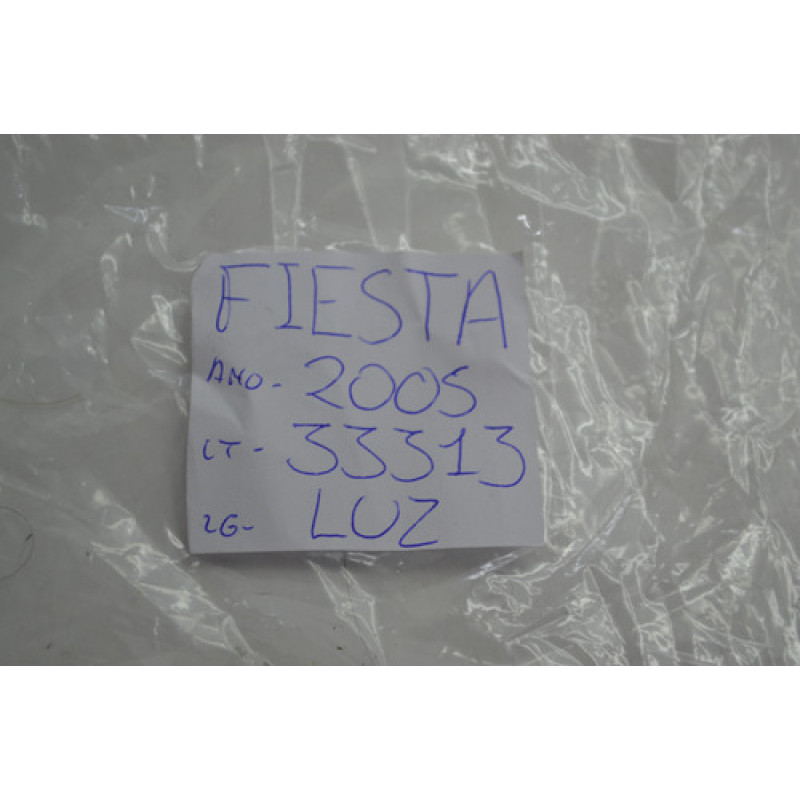 FIESTA
ANO- 2005
LT- 33313
LG- LUZ